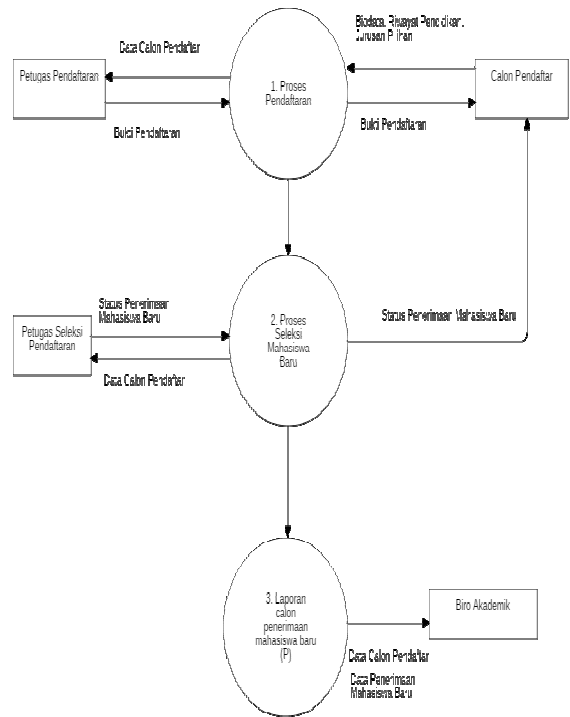 Biodata, Riwayat Pendidikan,
Jurusan Pilihan
Data Calon Pendaftar
Petugas Pendaftaran
1. Proses
Pendaftaran
Calon Pendaftar
Bukti Pendaftaran
Bukti Pendaftaran
Status Penerimaan
Mahasiswa Baru
Petugas Seleksi
Pendaftaran
2. Proses
Seleksi
Mahasiswa
Baru
Status Penerimaan Mahasiswa Baru
Data Calon Pendaftar
3. Laporan
calon
penerimaan
mahasiswa baru
(P)
Biro Akademik
Data Calon Pendaftar
Data Penerimaan
Mahasiswa Baru